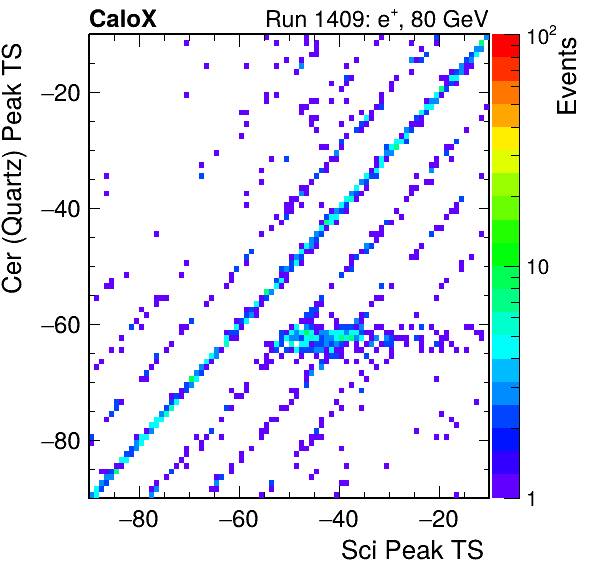 CaloX Run 1409: e+, 80 GeV
Cer (Quartz) Peak TS
−20
−40
−60
−80
−80 −60 −40 −20
Sci Peak TS
10²
10
1
Events